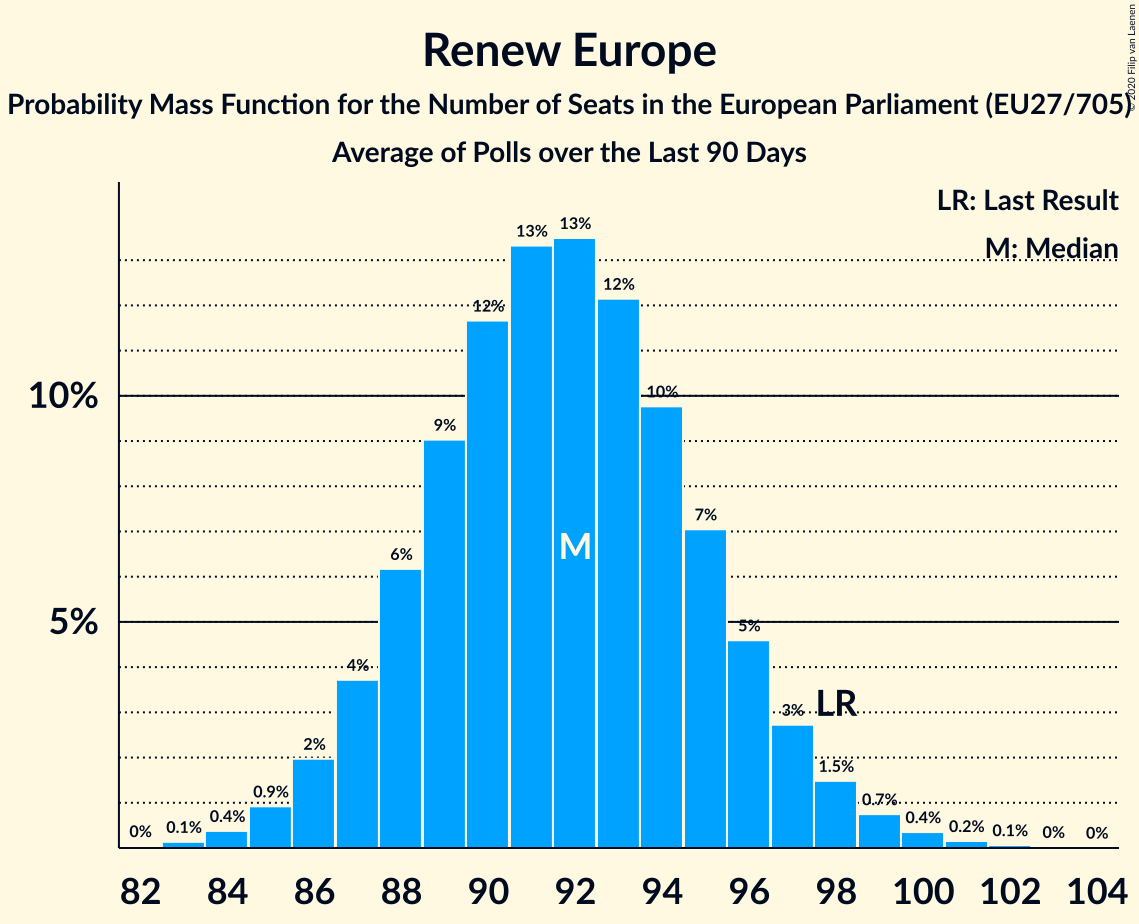 Renew Europe
Probability Mass Function for the Number of Seats in the European Parliament (EU27/705)
Average of Polls over the Last 90 Days
© 2020 Filip van Laenen
LR: Last Result
M: Median
10%
5%
0%
0.1%
0.4%
0.9%
2%
4%
6%
9%
12%
13%
13%
12%
10%
7%
5%
3%
1.5%
0.7%
0.4%
0.2%
0.1%
0%
0%
M
LR
82 84 86 88 90 92 94 96 98 100 102 104